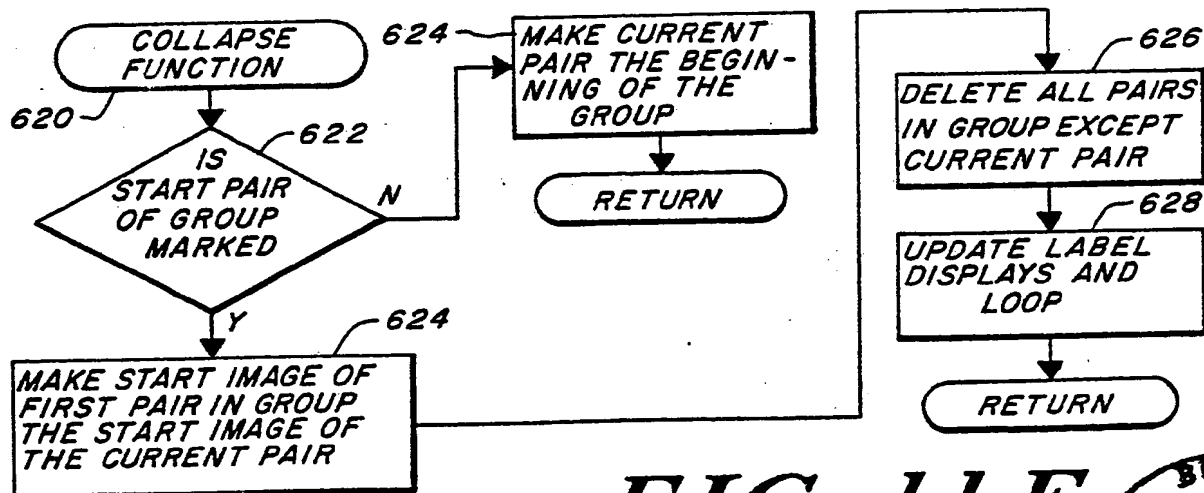 COLLAPSE
FUNCTION
620
622
IS
START PAIR
OF GROUP
MARKED
N
Y
624
MAKE CURRENT
PAIR THE BEGIN-
NING OF THE
GROUP
RETURN
624
MAKE START IMAGE OF
FIRST PAIR IN GROUP
THE START IMAGE OF
THE CURRENT PAIR
626
DELETE ALL PAIRS
IN GROUP EXCEPT
CURRENT PAIR
628
UPDATE LABEL
DISPLAYS AND
LOOP
RETURN